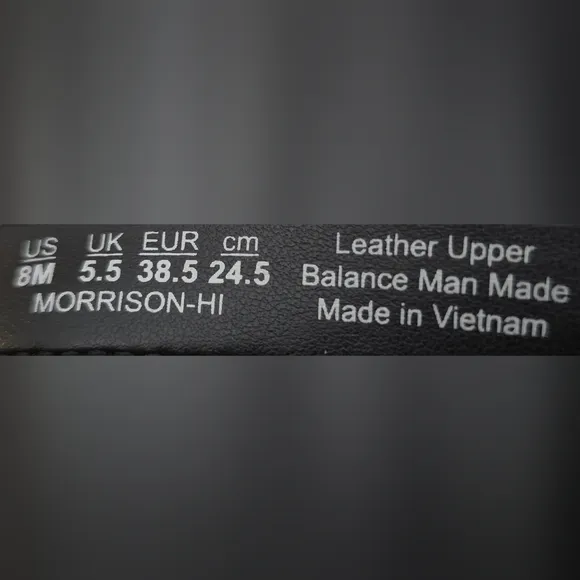 US UK EUR cm
8M 5.5 38.5 24.5
MORRISON-HI
Leather Upper
Balance Man Made
Made in Vietnam